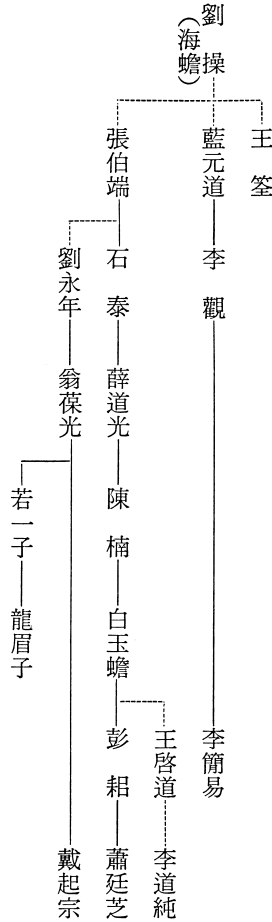 劉操
（海蟾）
王筌
藍元道
李觀
李簡易
張伯端
石泰
薛道光
陳楠
白玉蟾
彭耜
蕭廷芝
王啓道
李道純
劉永年
翁葆光
戴起宗
若一子
龍眉子